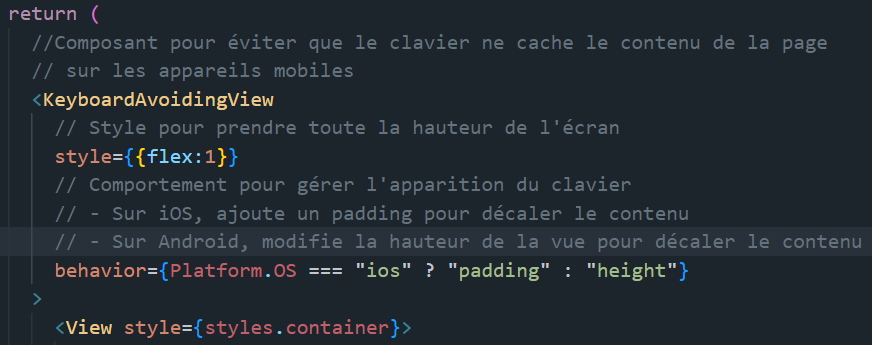 return (
//Composant pour éviter que le clavier ne cache le contenu de la page
// sur les appareils mobiles
<KeyboardAvoidingView
// Style pour prendre toute la hauteur de l'écran
style={{flex:1}}
// Comportement pour gérer l'apparition du clavier
// - Sur iOS, ajoute un padding pour décaler le contenu
// - Sur Android, modifie la hauteur de la vue pour décaler le contenu
behavior={Platform.OS === "ios" ? "padding" : "height"}
>
<View style={styles.container}>